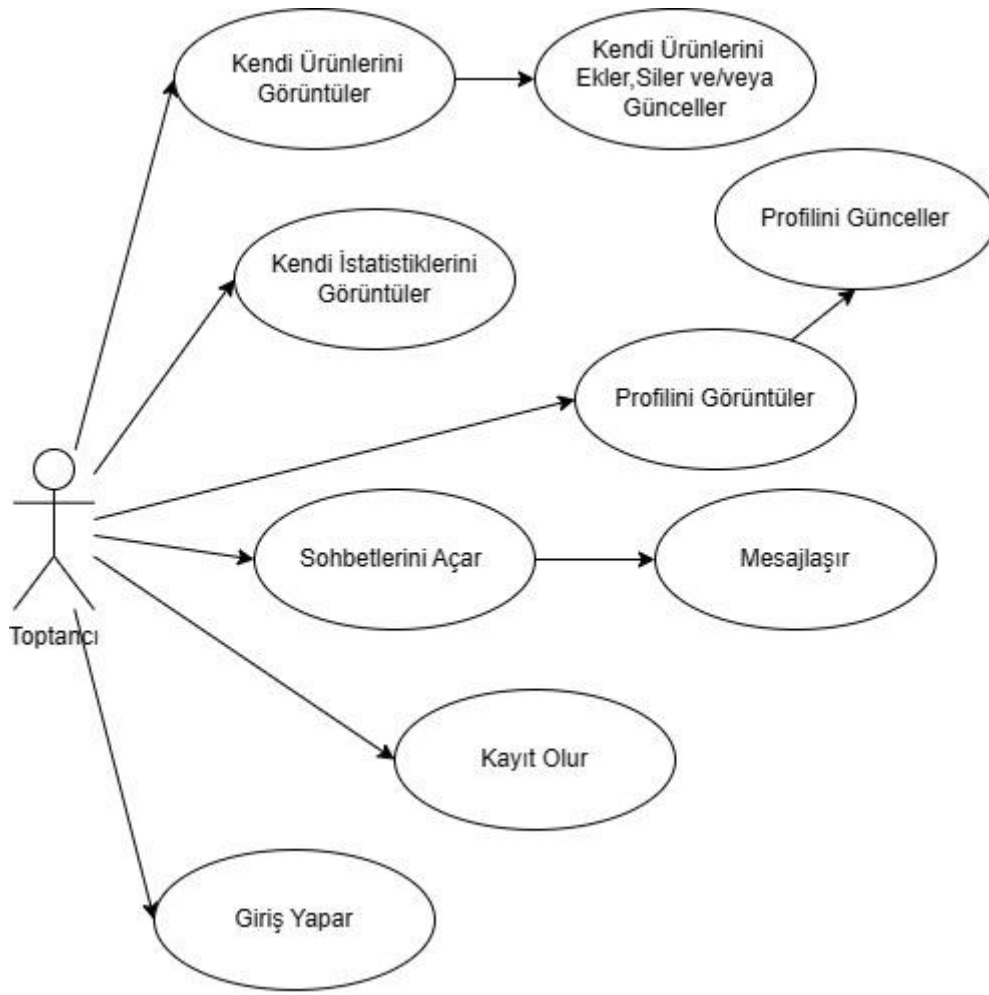 Kendi Ürünlerini
Görüntüler
Kendi Ürünlerini
Ekler,Siler ve/veya
Günceller
Profilini Günceller
Kendi İstatistiklerini
Görüntüler
Profilini Görüntüler
Sohbetlerini Açar
Mesajlaşır
Toptancı
Kayıt Olur
Giriş Yapar